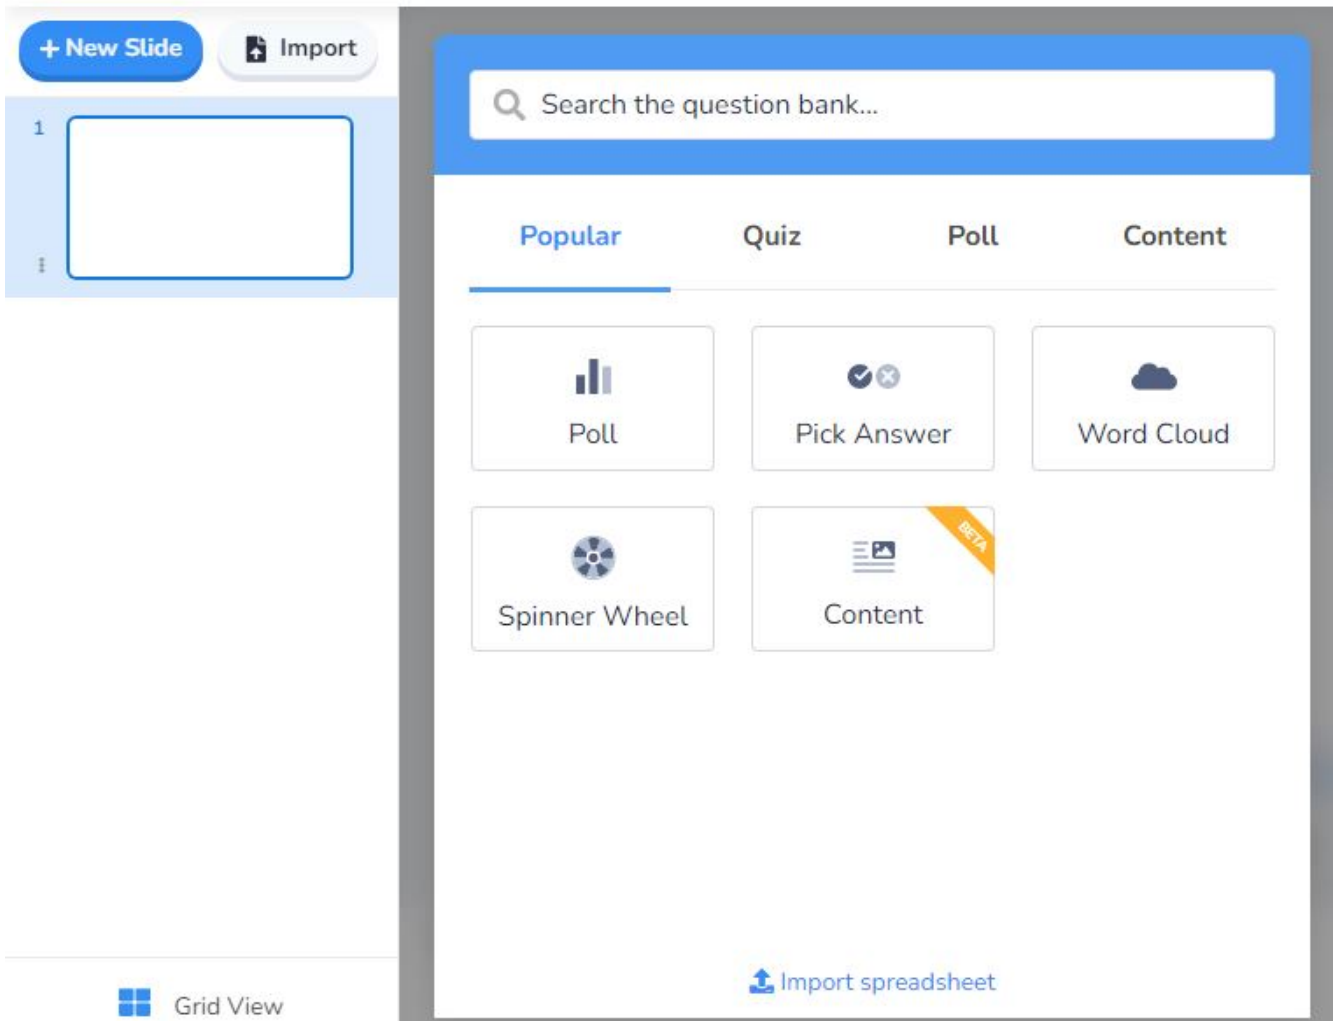 + New Slide
Import
1
Search the question bank...
Popular
Quiz
Poll
Content
Poll
Pick Answer
Word Cloud
Spinner Wheel
Content
BETA
Import spreadsheet
Grid View